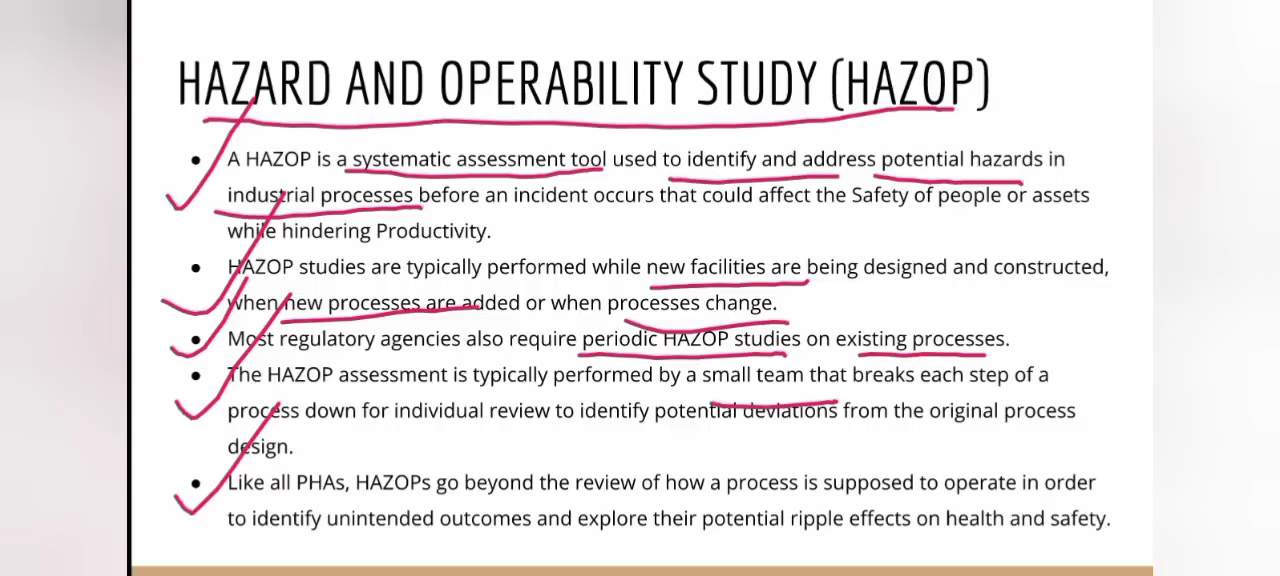 HAZARD AND OPERABILITY STUDY (HAZOP)
● A HAZOP is a systematic assessment tool used to identify and address potential hazards in
industrial processes before an incident occurs that could affect the Safety of people or assets
while hindering Productivity.
● HAZOP studies are typically performed while new facilities are being designed and constructed,
when new processes are added or when processes change.
● Most regulatory agencies also require periodic HAZOP studies on existing processes.
● The HAZOP assessment is typically performed by a small team that breaks each step of a
process down for individual review to identify potential deviations from the original process
design.
● Like all PHAs, HAZOPs go beyond the review of how a process is supposed to operate in order
to identify unintended outcomes and explore their potential ripple effects on health and safety.